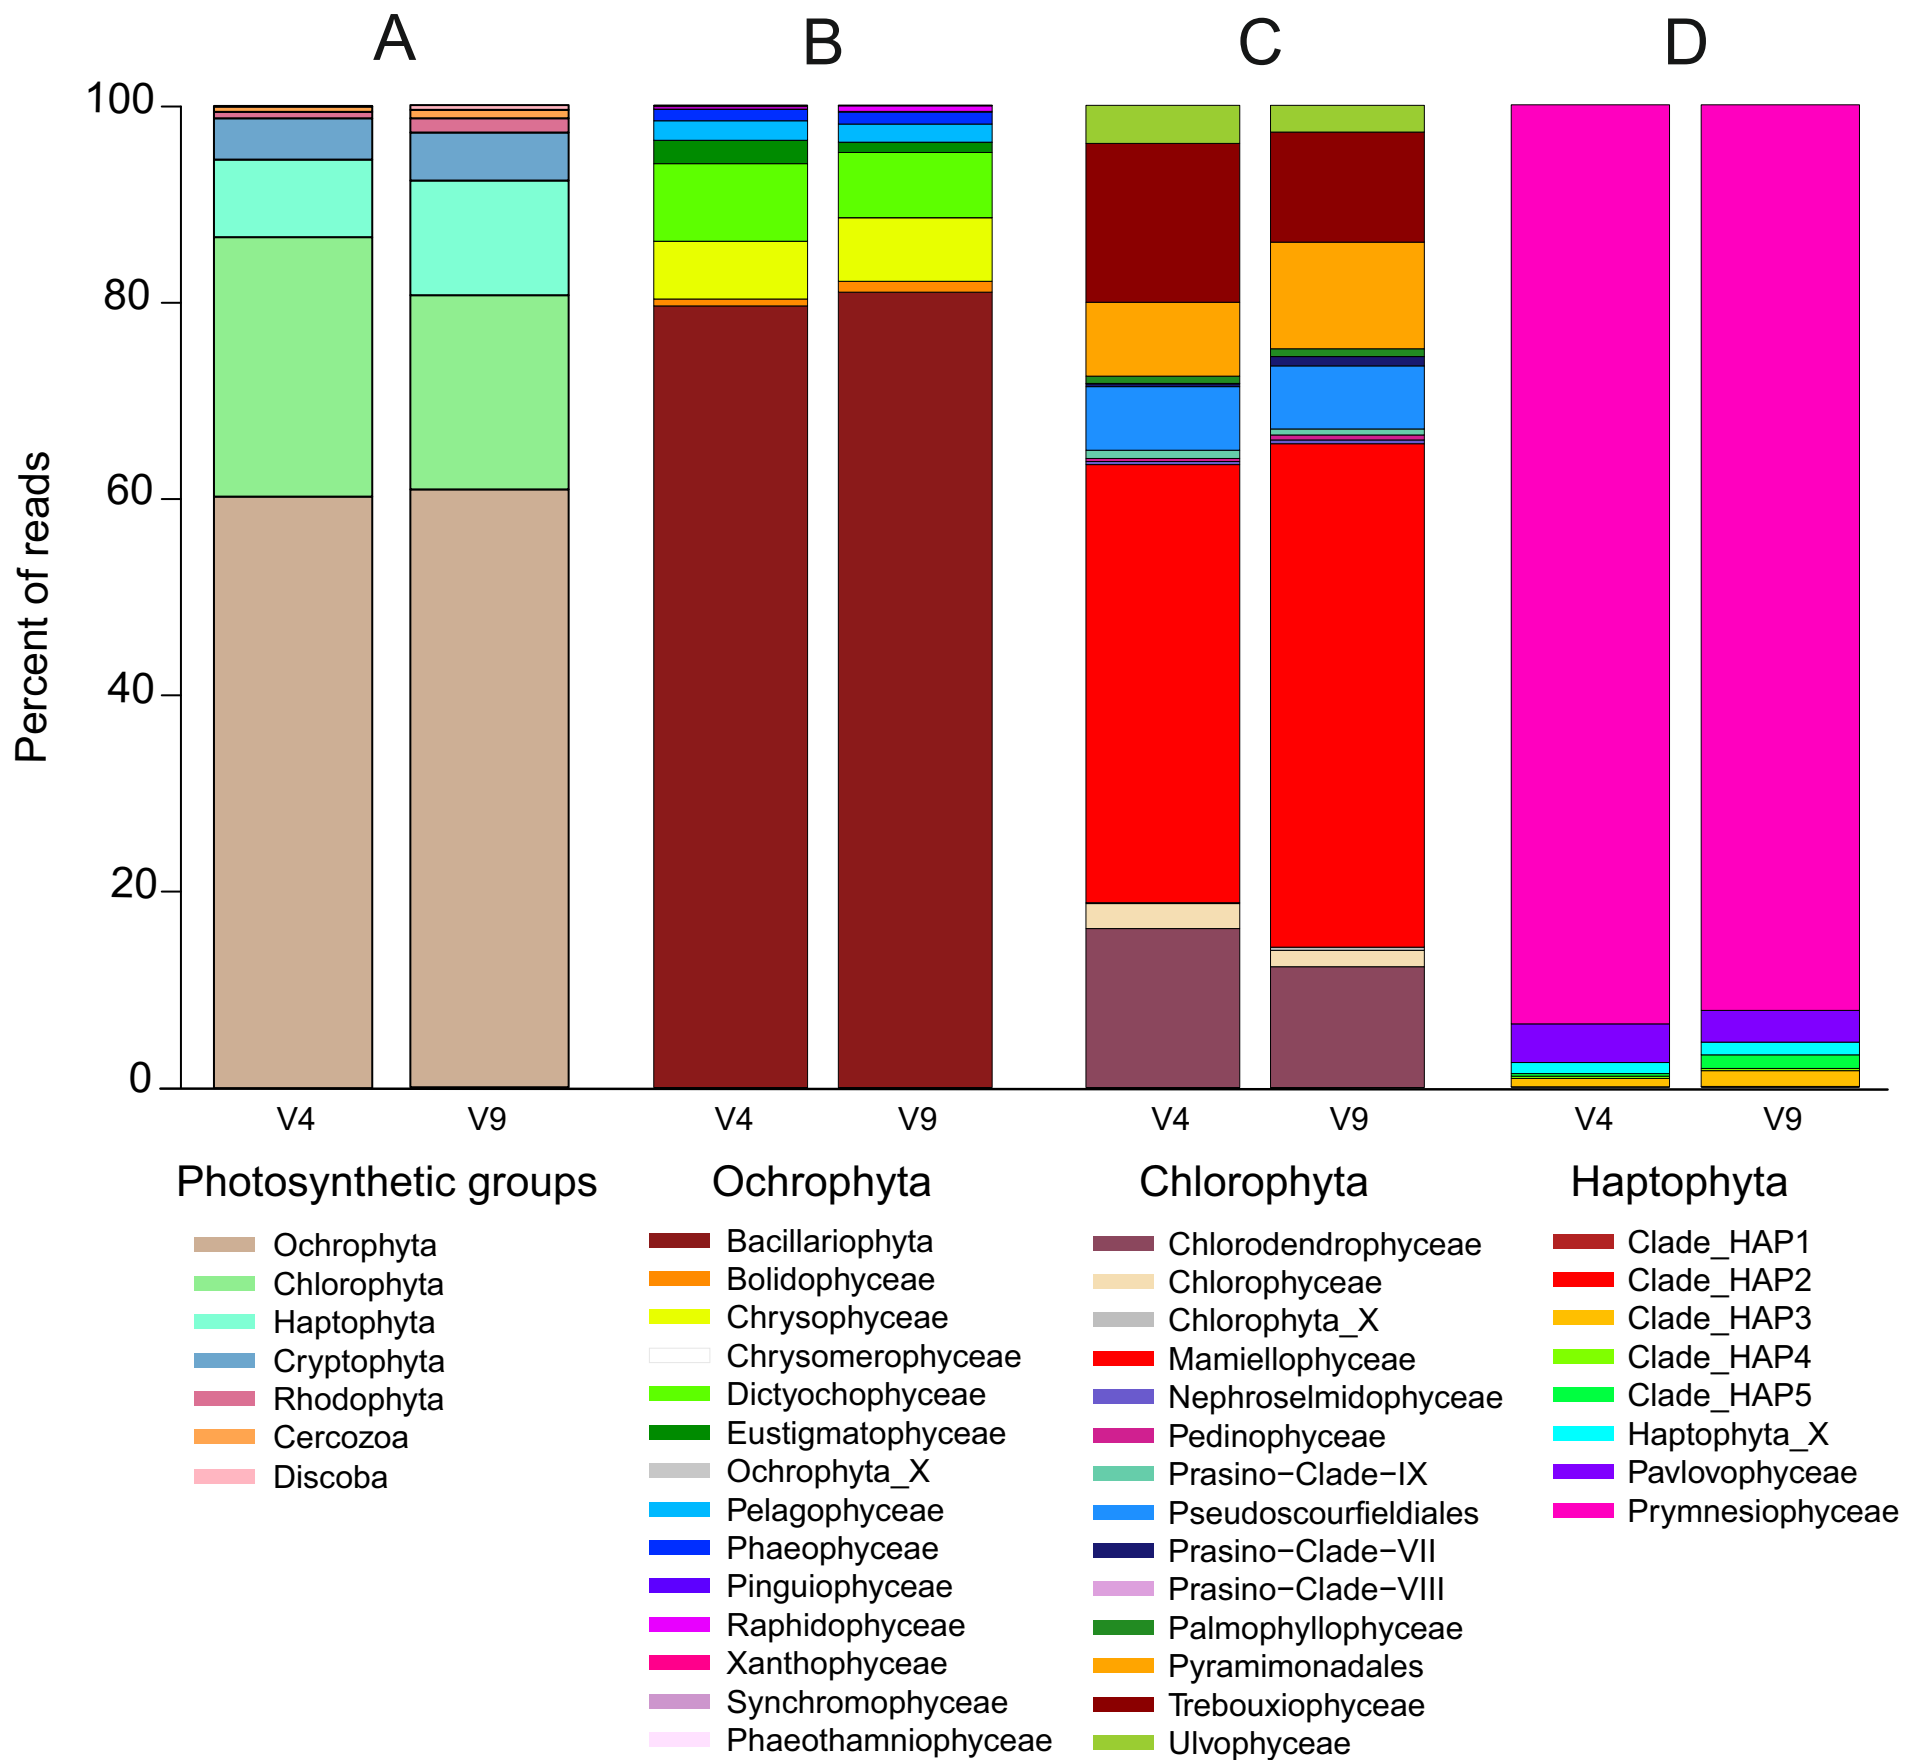 A B C D
100
80
60
40
20
0
Percent of reads
V4 V9 V4 V9 V4 V9 V4 V9
Photosynthetic groups
Ochrophyta
Chlorophyta
Haptophyta
Cryptophyta
Rhodophyta
Cercozoa
Discoba
Ochrophyta
Bacillariophyta
Bolidophyceae
Chrysophyceae
Chrysomerophyceae
Dictyochophyceae
Eustigmatophyceae
Ochrophyta_X
Pelagophyceae
Phaeophyceae
Pinguiophyceae
Raphidophyceae
Xanthophyceae
Synchromophyceae
Phaeothamniophyceae
Chlorophyta
Chlorodendrophyceae
Chlorophyceae
Chlorophyta_X
Mamiellophyceae
Nephroselmidophyceae
Pedinophyceae
Prasino−Clade−IX
Pseudoscourfieldiales
Prasino−Clade−VII
Prasino−Clade−VIII
Palmophyllophyceae
Pyramimonadales
Trebouxiophyceae
Ulvophyceae
Haptophyta
Clade_HAP1
Clade_HAP2
Clade_HAP3
Clade_HAP4
Clade_HAP5
Haptophyta_X
Pavlovophyceae
Prymnesiophyceae